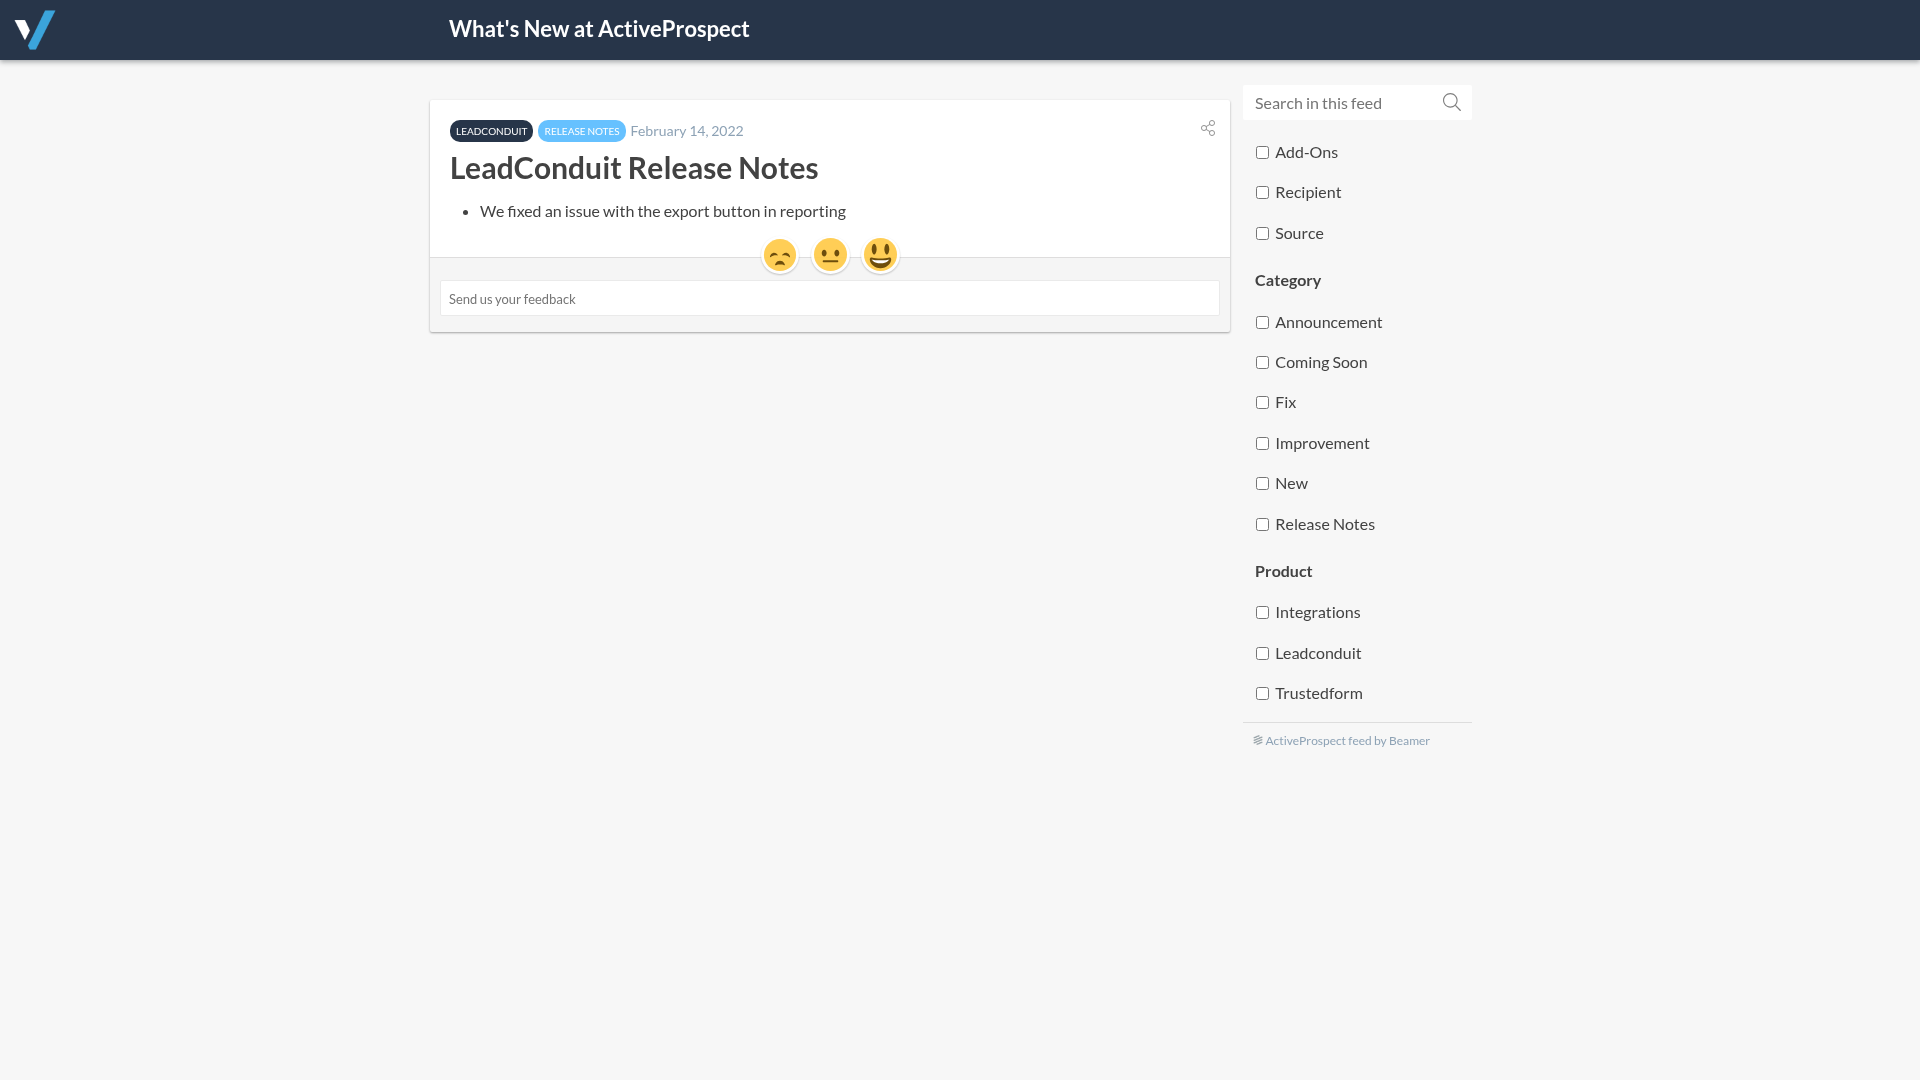 What's New at ActiveProspect
LEADCONDUIT RELEASE NOTES February 14, 2022
LeadConduit Release Notes
• We fixed an issue with the export button in reporting
Send us your feedback
Search in this feed
Add-Ons
Recipient
Source
Category
Announcement
Coming Soon
Fix
Improvement
New
Release Notes
Product
Integrations
Leadconduit
Trustedform
ActiveProspect feed by Beamer